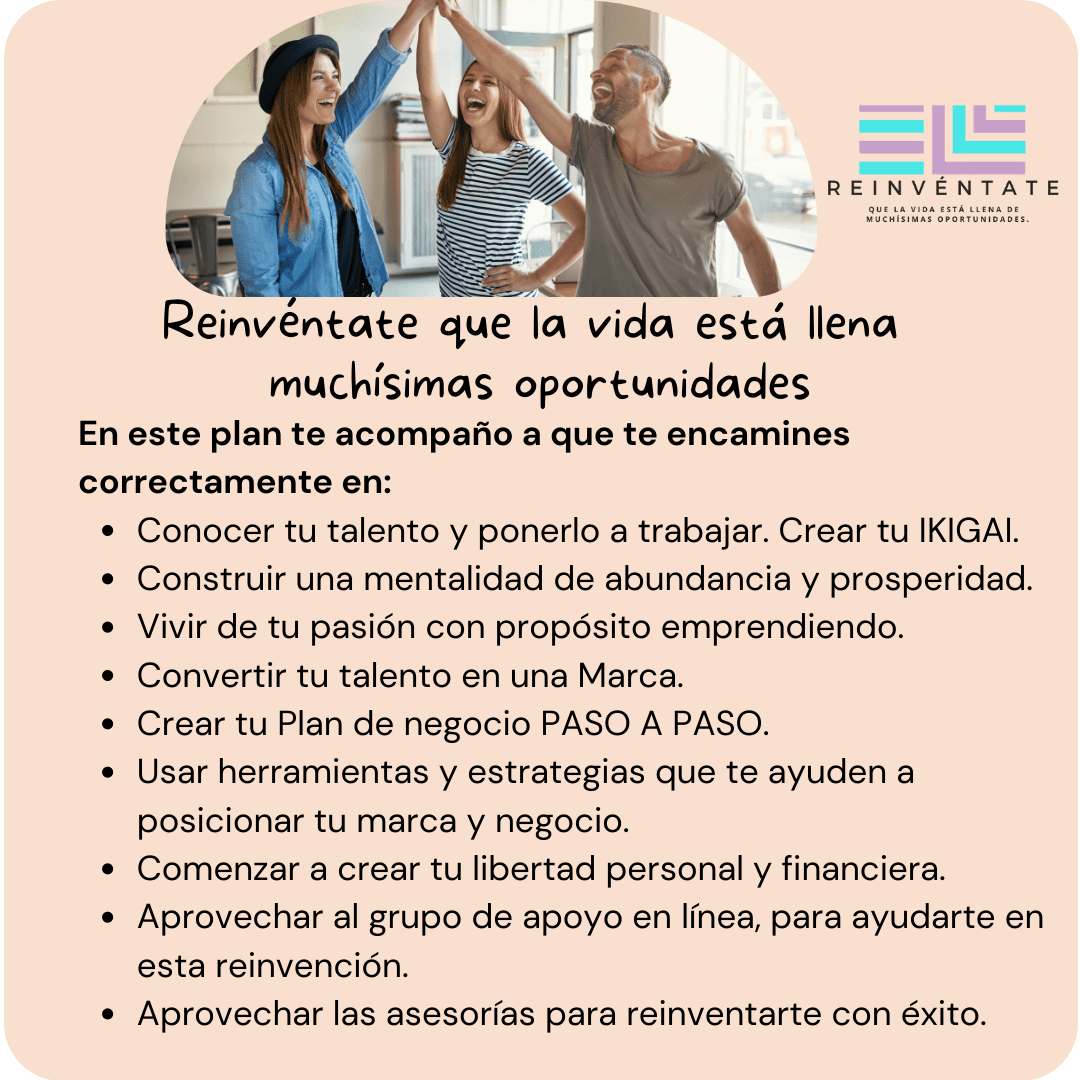 REINVÉNTATE
QUE LA VIDA ESTÁ LLENA DE
MUCHÍSIMAS OPORTUNIDADES.
Reinvéntate que la vida está llena
muchísimas oportunidades
En este plan te acompaño a que te encamines
correctamente en:
• Conocer tu talento y ponerlo a trabajar. Crear tu IKIGAI.
• Construir una mentalidad de abundancia y prosperidad.
• Vivir de tu pasión con propósito emprendiendo.
• Convertir tu talento en una Marca.
• Crear tu Plan de negocio PASO A PASO.
• Usar herramientas y estrategias que te ayuden a
posicionar tu marca y negocio.
• Comenzar a crear tu libertad personal y financiera.
• Aprovechar al grupo de apoyo en línea, para ayudarte en
esta reinvención.
• Aprovechar las asesorías para reinventarte con éxito.